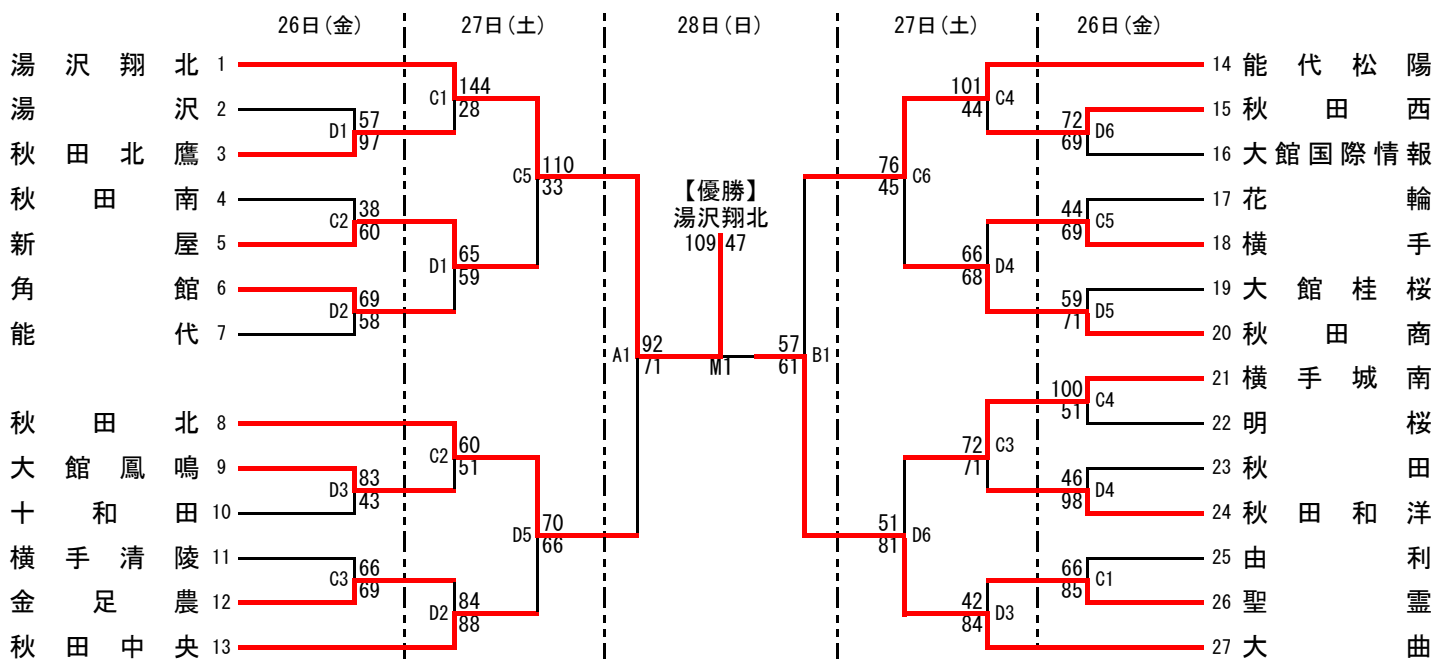 26日(金) 27日(土) 28日(日) 27日(土) 26日(金)
湯沢翔北 1
湯沢 2
秋田北鷹 3
秋田南 4
新屋 5
角館 6
能代 7
秋田北 8
大館鳳鳴 9
十和田 10
横手清陵 11
金足農 12
秋田中央 13
D1 57
97
C2 38
60
D2 69
58
D3 83
43
C3 66
69
C1 144
28
D1 65
59
C2 60
51
D2 84
88
C5 110
33
D5 70
66
A1 92
71
【優勝】
湯沢翔北
109 47
M1
57 B1
61
76 C6
45
51 D6
81
101 C4
44
66 D4
68
72 C3
71
42 D3
84
72 D6
69
44 C5
69
59 D5
71
100 C4
51
46 D4
98
66 C1
85
14 能代松陽
15 秋田西
16 大館国際情報
17 花輪
18 横手
19 大館桂桜
20 秋田商
21 横手城南
22 明桜
23 秋田
24 秋田和洋
25 由利
26 聖霊
27 大曲